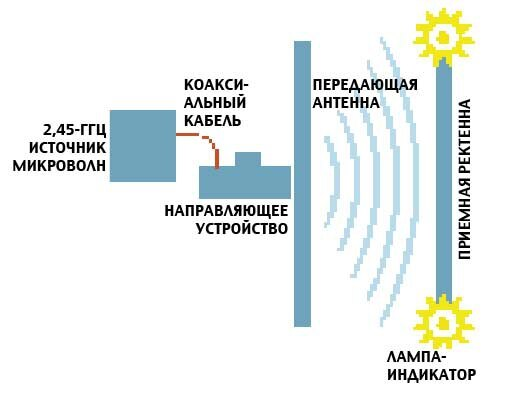 КОАКСИ-
АЛЬНЫЙ
КАБЕЛЬ
ПЕРЕДАЮЩАЯ
АНТЕННА
2,45-ГГЦ
ИСТОЧНИК
МИКРОВОЛН
НАПРАВЛЯЮЩЕЕ
УСТРОЙСТВО
ПРИЕМНАЯ РЕКТЕННА
ЛАМПА-
ИНДИКАТОР